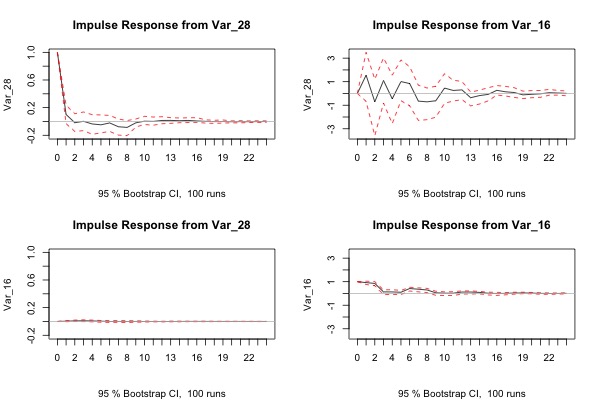 Impulse Response from Var_28
Var_28
1.0
0.6
0.2
-0.2
0 2 4 6 8 10 13 16 19 22
95 % Bootstrap CI, 100 runs
Impulse Response from Var_16
Var_28
3
1
-1
-3
0 2 4 6 8 10 13 16 19 22
95 % Bootstrap CI, 100 runs
Impulse Response from Var_28
Var_16
1.0
0.6
0.2
-0.2
0 2 4 6 8 10 13 16 19 22
95 % Bootstrap CI, 100 runs
Impulse Response from Var_16
Var_16
3
1
-1
-3
0 2 4 6 8 10 13 16 19 22
95 % Bootstrap CI, 100 runs